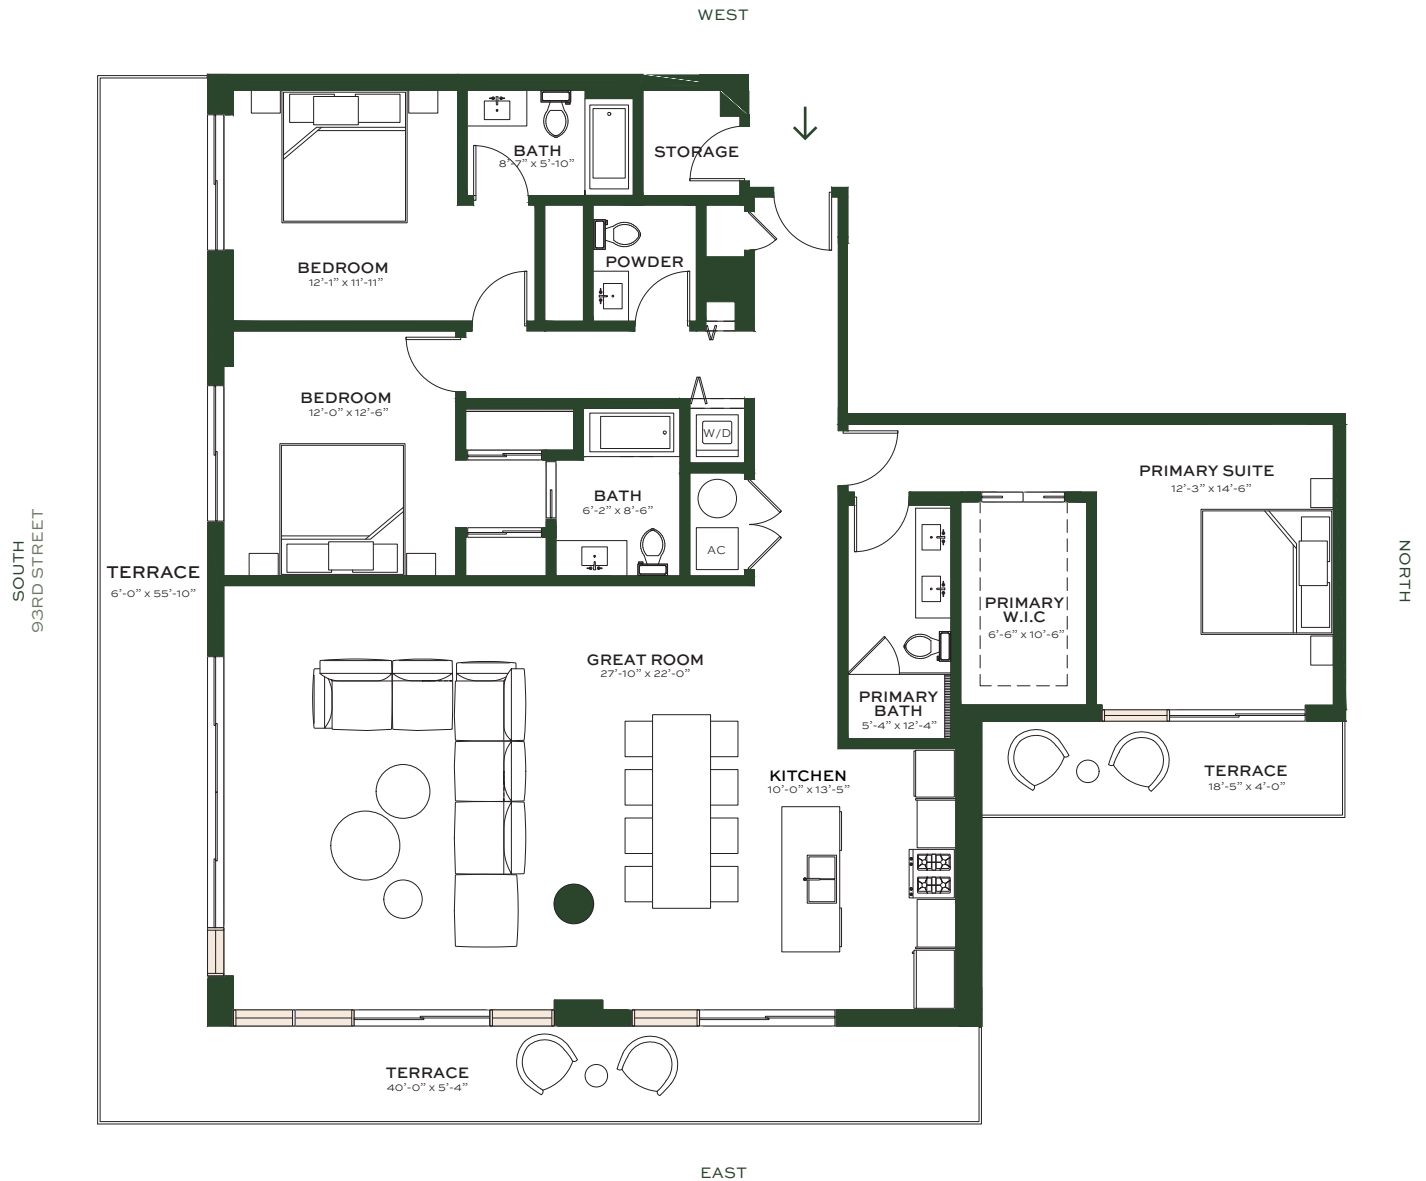 WEST
BATH
8'-7" x 5'-10"
STORAGE
BEDROOM
12'-1" x 11'-11"
POWDER
BEDROOM
12'-0" x 12'-6"
W/D
PRIMARY SUITE
12'-3" x 14'-6"
BATH
6'-2" x 8'-6"
AC
SOUTH
93RD STREET
NORTH
TERRACE
6'-0" x 55'-10"
PRIMARY
W.I.C
6'-6" x 10'-6"
GREAT ROOM
27'-10" x 22'-0"
PRIMARY
BATH
5'-4" x 12'-4"
KITCHEN
10'-0" x 13'-5"
TERRACE
18'-5" x 4'-0"
TERRACE
40'-0" x 5'-4"
EAST